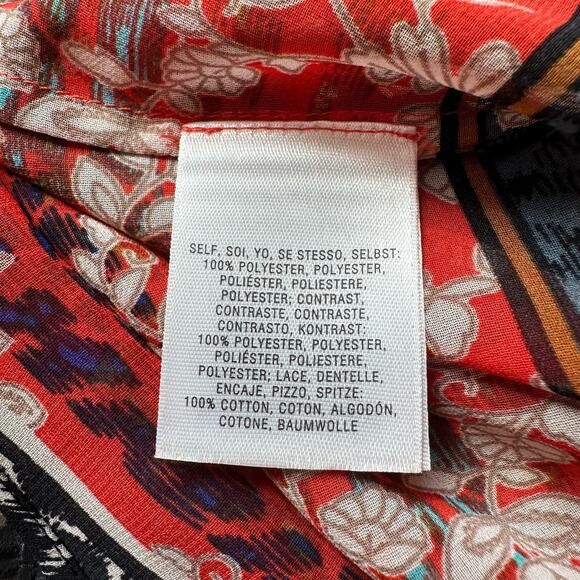 SELF, SOI, YO, SE STESSO, SELBST:
100% POLYESTER, POLYESTER,
POLIÉSTER, POLIESTERE,
POLYESTER; CONTRAST,
CONTRASTE, CONTRASTE,
CONTRASTO, KONTRAST:
100% POLYESTER, POLYESTER,
POLIÉSTER, POLIESTERE,
POLYESTER; LACE, DENTELLE,
ENCAJE, PIZZO, SPITZE:
100% COTTON, COTON, ALGODÓN,
COTONE, BAUMWOLLE